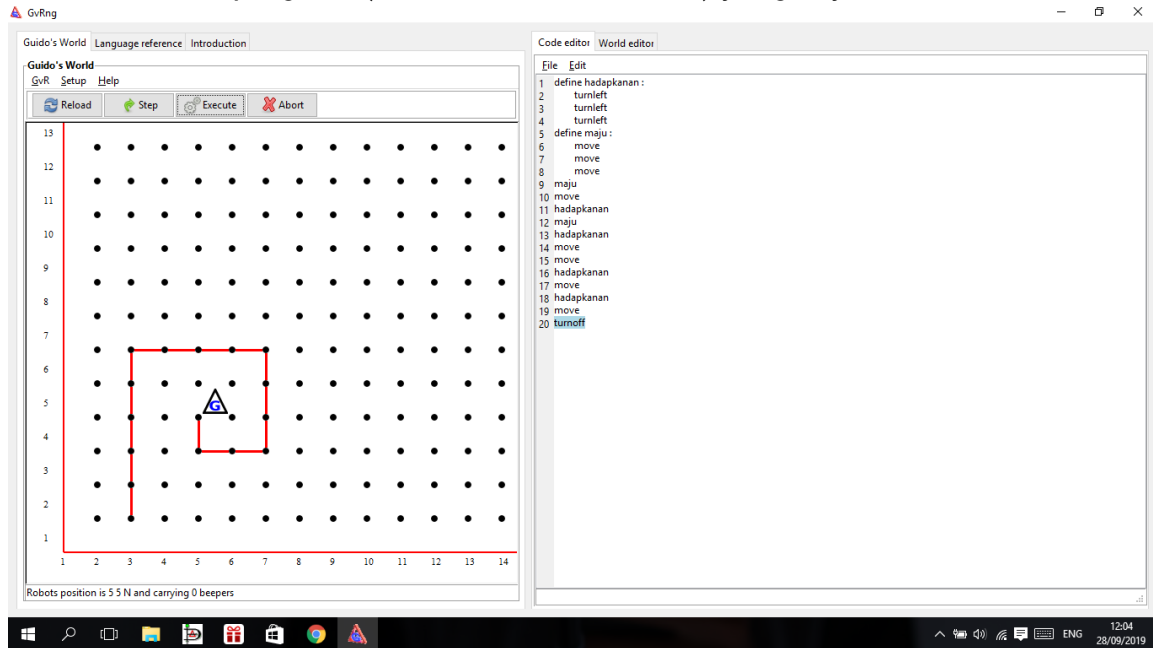 GvRng
Guido's World Language reference Introduction
Guido's World
GvR Setup Help
Reload Step Execute Abort
13
12
11
10
9
8
7
6
5
4
3
2
1
G
1 2 3 4 5 6 7 8 9 10 11 12 13 14
Robots position is 5 5 N and carrying 0 beepers
Code editor World editor
File Edit
1 define hadapkanan :
2 turnleft
3 turnleft
4 turnleft
5 define maju :
6 move
7 move
8 move
9 maju
10 move
11 hadapkanan
12 maju
13 hadapkanan
14 move
15 move
16 hadapkanan
17 move
18 hadapkanan
19 move
20 turnoff
ENG
12:04
28/09/2019